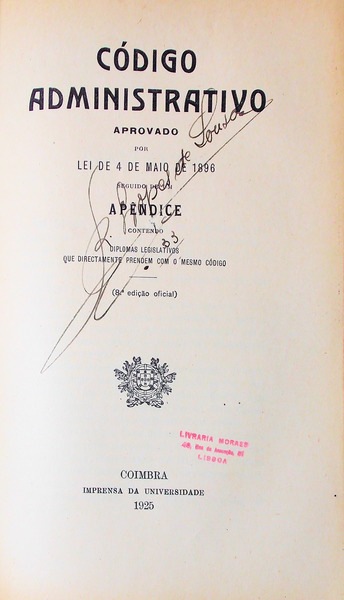 CÓDIGO
ADMINISTRATIVO
APROVADO
POR
LEI DE 4 DE MAIO DE 1896
SEGUIDO DE UM
APÊNDICE
CONTENDO
DIPLOMAS LEGISLATIVOS
QUE DIRECTAMENTE PRENDEM COM O MESMO CÓDIGO
(8.ª edição oficial)
LIVRARIA MORAES
LISBOA
COIMBRA
IMPRENSA DA UNIVERSIDADE
1925